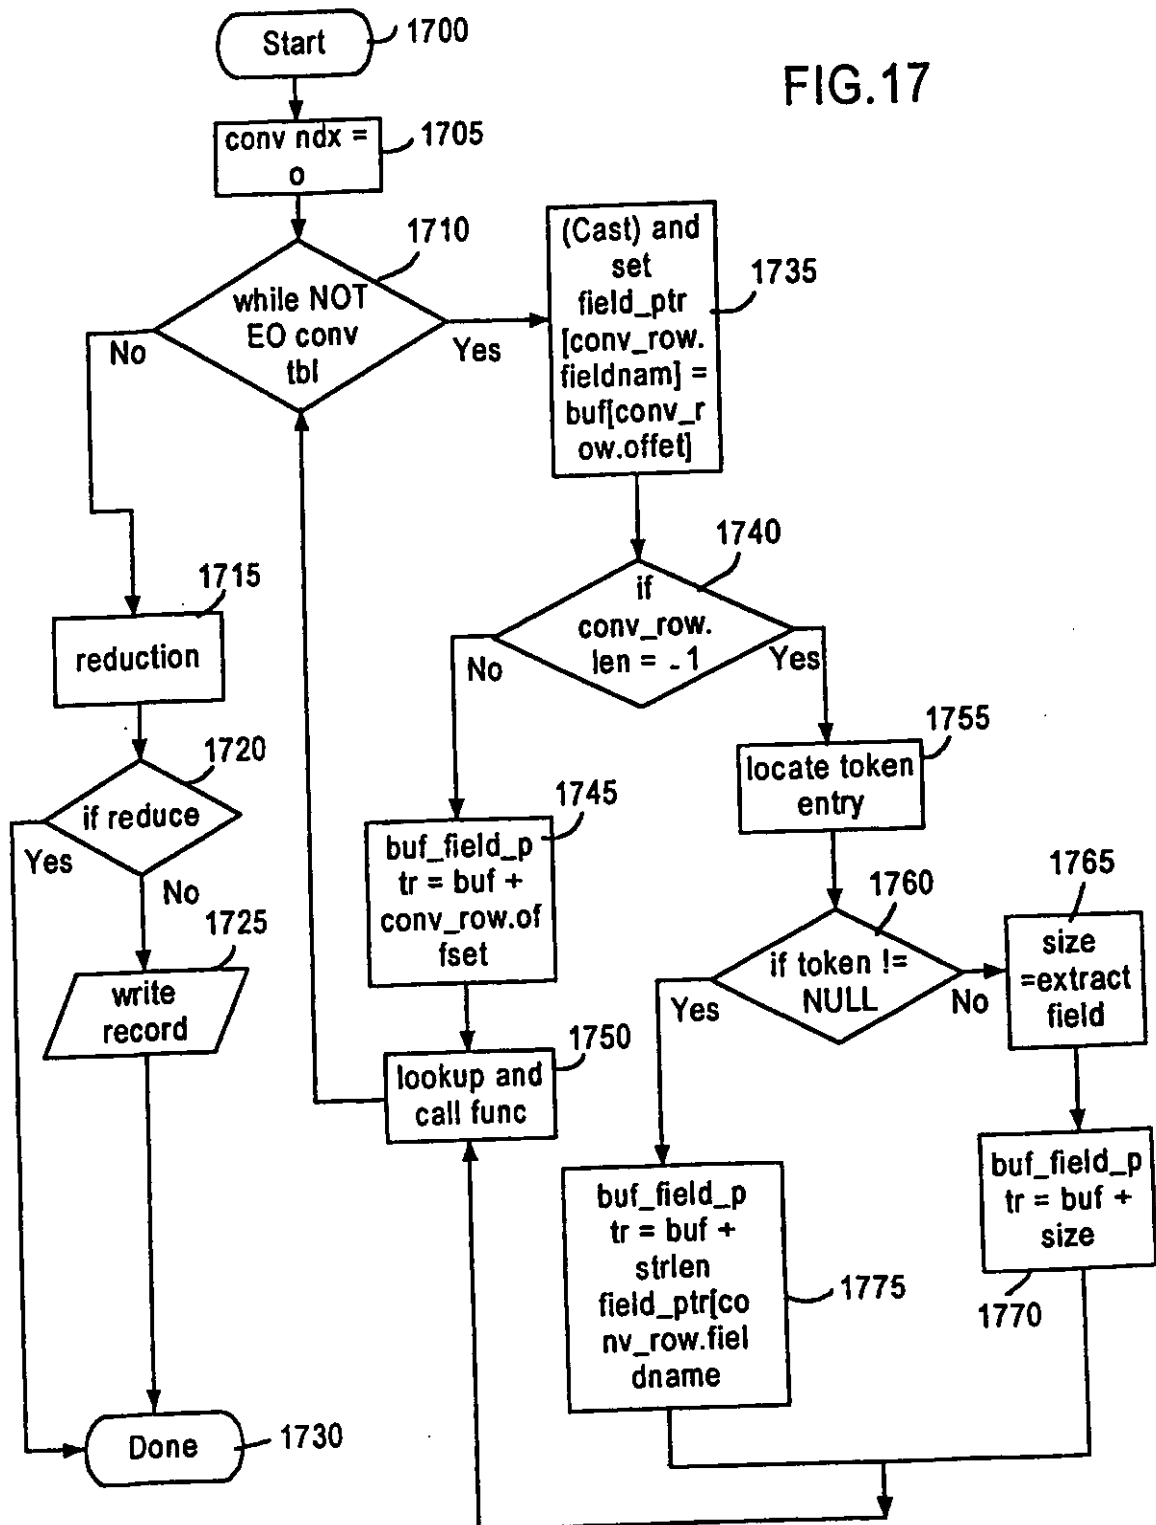 Start
1700
FIG.17
conv ndx =
o
1705
1710
while NOT
EO conv
tbl
No
Yes
(Cast) and
set
field_ptr
[conv_row.
fieldnam] =
buf[conv_r
ow.offet]
1735
1740
if
conv_row.
len = -1
No
Yes
1715
reduction
1720
if reduce
Yes
No
1725
write
record
1745
buf_field_p
tr = buf +
conv_row.of
fset
1750
lookup and
call func
1755
locate token
entry
1760
if token !=
NULL
Yes
No
1765
size
=extract
field
buf_field_p
tr = buf +
size
1770
buf_field_p
tr = buf +
strlen
field_ptr[co
nv_row.fiel
dname
1775
Done
1730